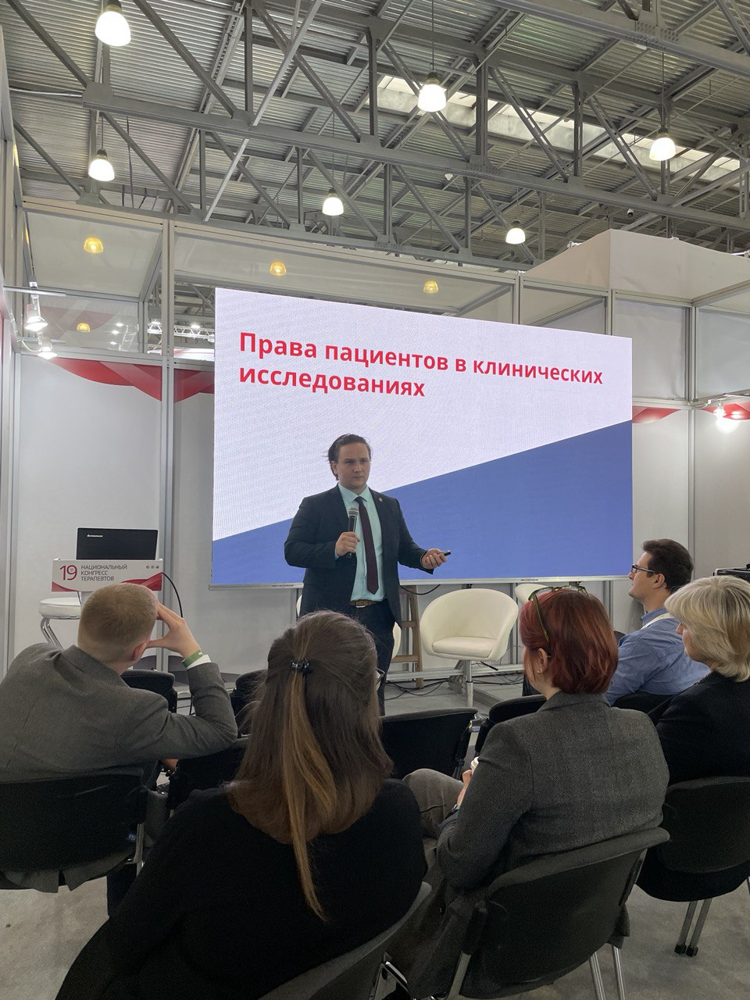 Права пациентов в клинических
исследованиях
19
НАЦИОНАЛЬНЫЙ
КОНГРЕСС
ТЕРАПЕВТОВ